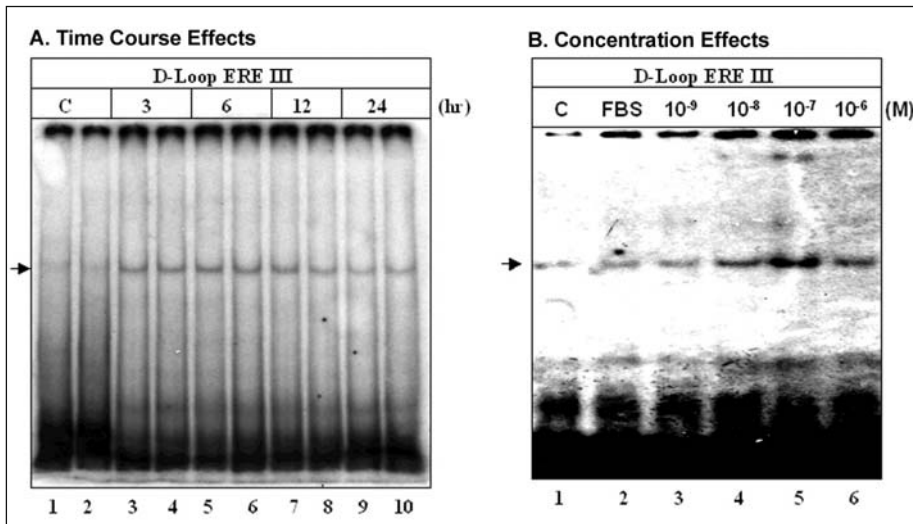 A. Time Course Effects
D-Loop ERE III
C 3 6 12 24 (hr)
1 2 3 4 5 6 7 8 9 10
B. Concentration Effects
D-Loop ERE III
C FBS 10⁻⁹ 10⁻⁸ 10⁻⁷ 10⁻⁶ (M)
1 2 3 4 5 6